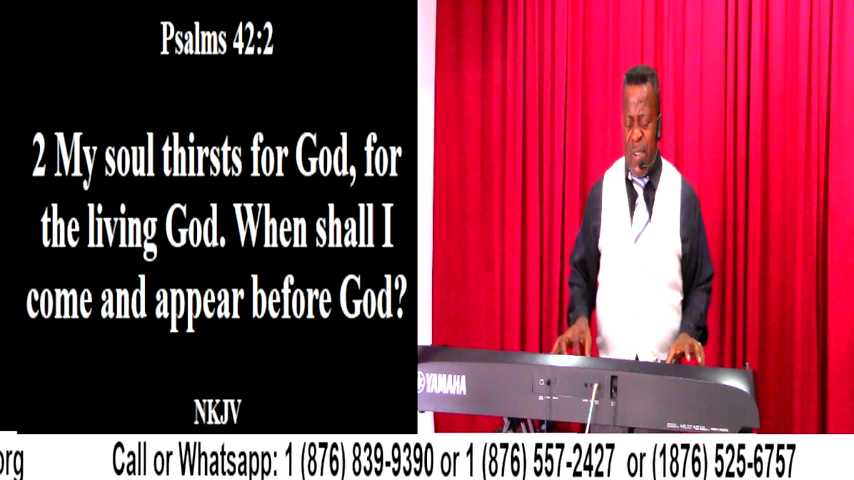 Psalms 42:2
2 My soul thirsts for God, for
the living God. When shall I
come and appear before God?
NKJV
YAMAHA
org
Call or Whatsapp: 1 (876) 839-9390 or 1 (876) 557-2427 or (1876) 525-6757